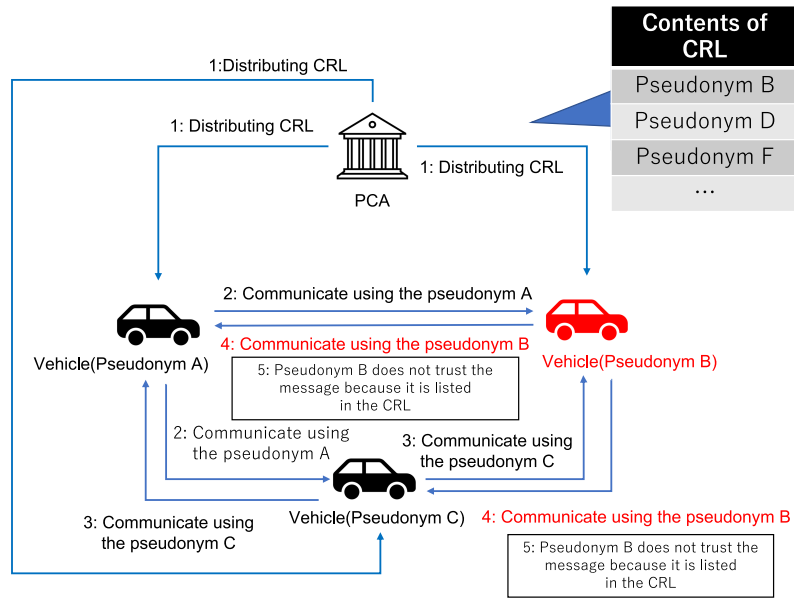 Contents of
CRL
Pseudonym B
Pseudonym D
Pseudonym F
...
1:Distributing CRL
1: Distributing CRL
1: Distributing CRL
PCA
2: Communicate using the pseudonym A
4: Communicate using the pseudonym B
Vehicle(Pseudonym A)
Vehicle(Pseudonym B)
5: Pseudonym B does not trust the
message because it is listed
in the CRL
2: Communicate using
the pseudonym A
3: Communicate using
the pseudonym C
Vehicle(Pseudonym C)
3: Communicate using
the pseudonym C
4: Communicate using the pseudonym B
5: Pseudonym B does not trust the
message because it is listed
in the CRL